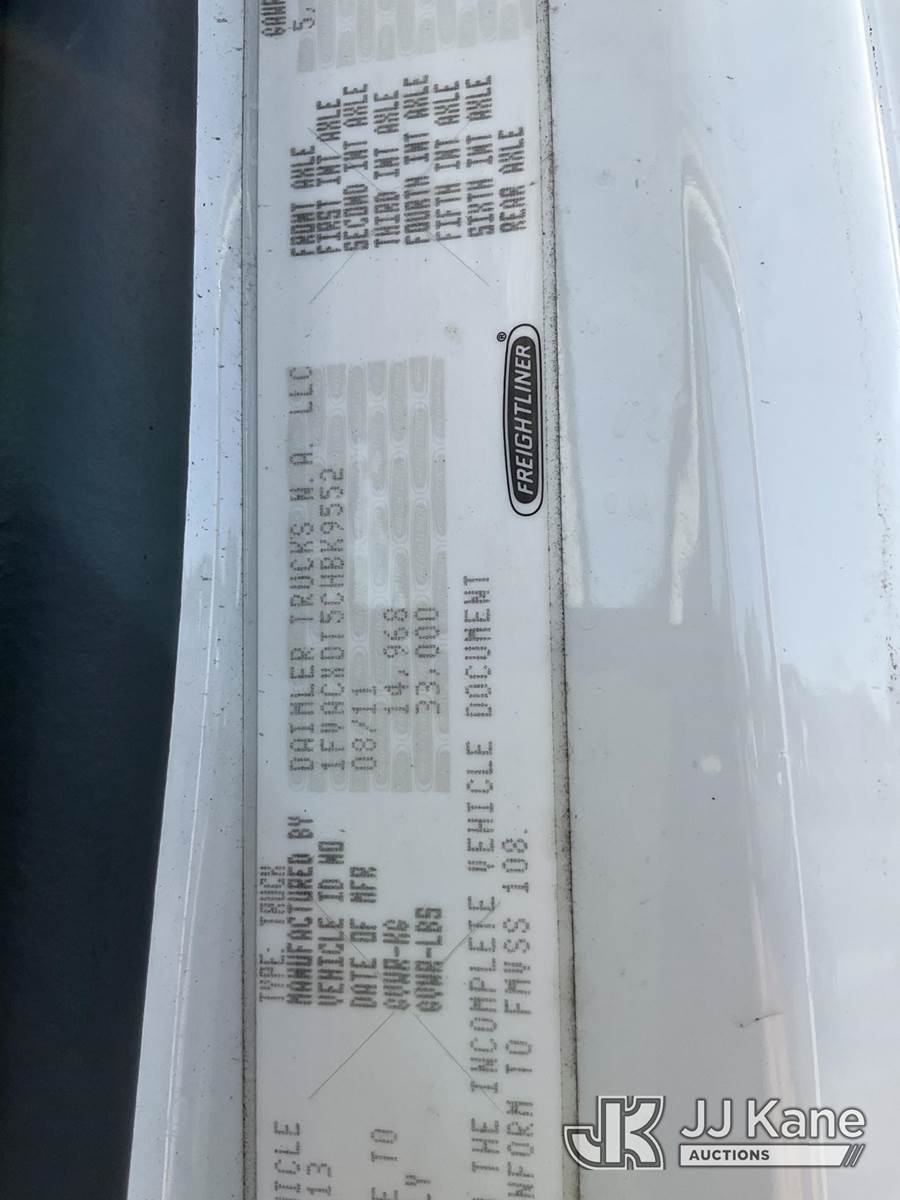 TYPE: TRUCK
MANUFACTURED BY DAIMLER TRUCKS N.A. LLC
VEHICLE ID NO. 1FVACXDT5CHBK9552
DATE OF MFR 08/11
GVWR-KG 14,968
GVWR-LBS 33,000
THE INCOMPLETE VEHICLE DOCUMENT
TO FMVSS 108.
13
TO
FRONT AXLE
FIRST INT AXLE
SECOND INT AXLE
THIRD INT AXLE
FOURTH INT AXLE
FIFTH INT AXLE
SIXTH INT AXLE
REAR AXLE
FREIGHTLINER®
JK JJ Kane
AUCTIONS